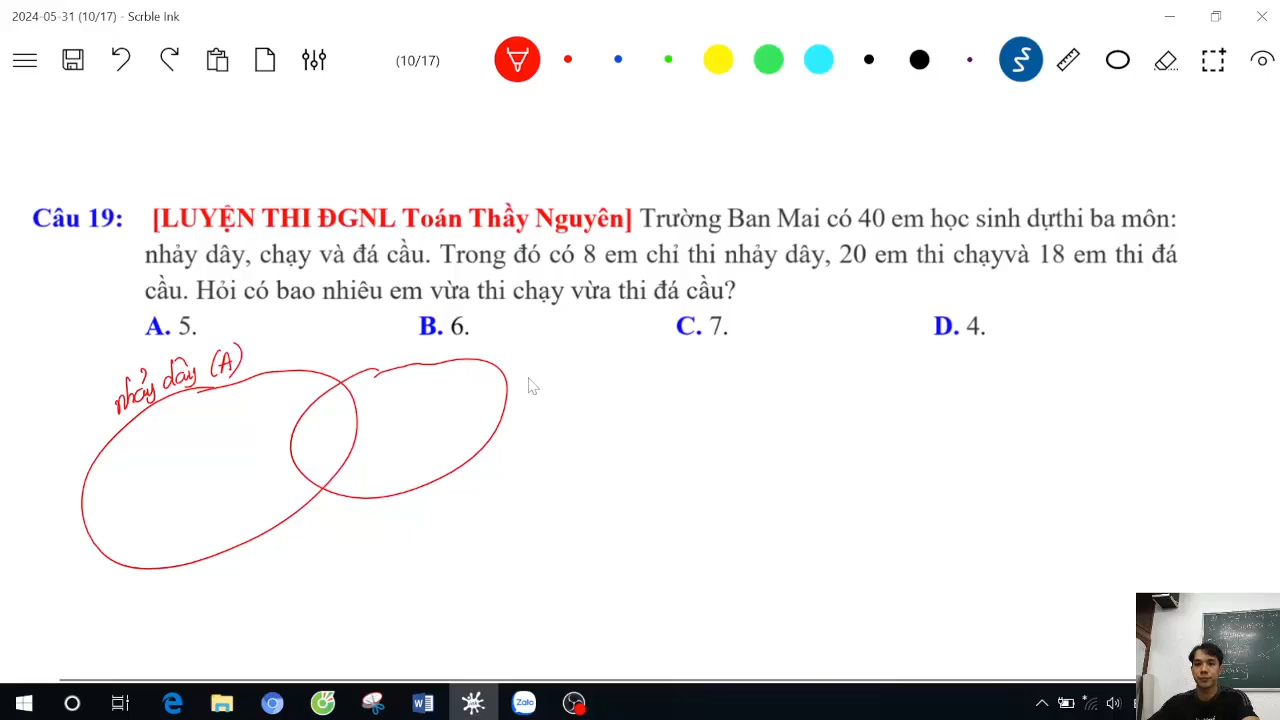 2024-05-31 (10/17) - Scrble Ink
(10/17)
Câu 19: [LUYỆN THI ĐGNL Toán Thầy Nguyên] Trường Ban Mai có 40 em học sinh dựthi ba môn:
nhảy dây, chạy và đá cầu. Trong đó có 8 em chỉ thi nhảy dây, 20 em thi chạyvà 18 em thi đá
cầu. Hỏi có bao nhiêu em vừa thi chạy vừa thi đá cầu?
A. 5. B. 6. C. 7. D. 4.
nhảy dây (A)
Zalo